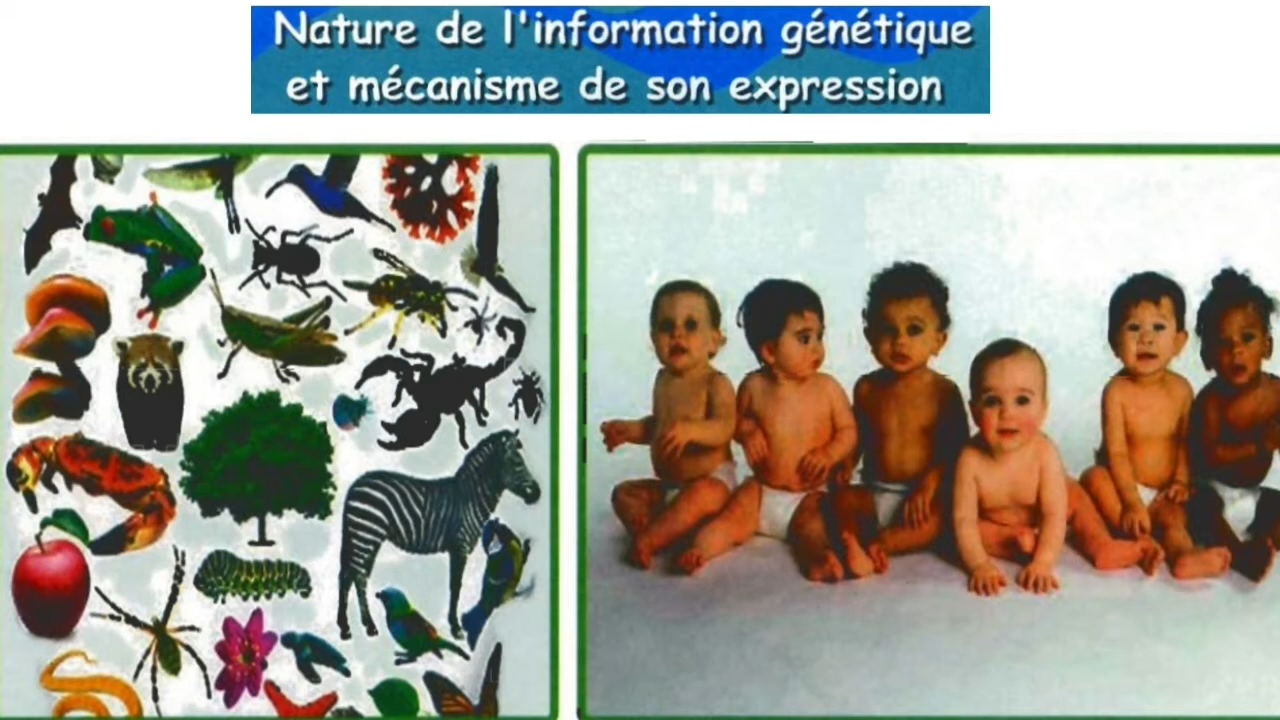 Nature de l'information génétique
et mécanisme de son expression